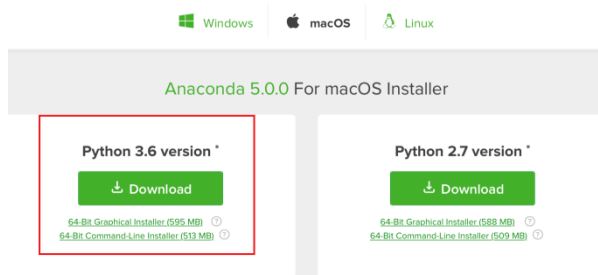 Windows
macOS
Linux
Anaconda 5.0.0 For macOS Installer
Python 3.6 version *
Download
64-Bit Graphical Installer (595 MB) ?
64-Bit Command-Line Installer (513 MB) ?
Python 2.7 version *
Download
64-Bit Graphical Installer (588 MB) ?
64-Bit Command-Line Installer (509 MB) ?